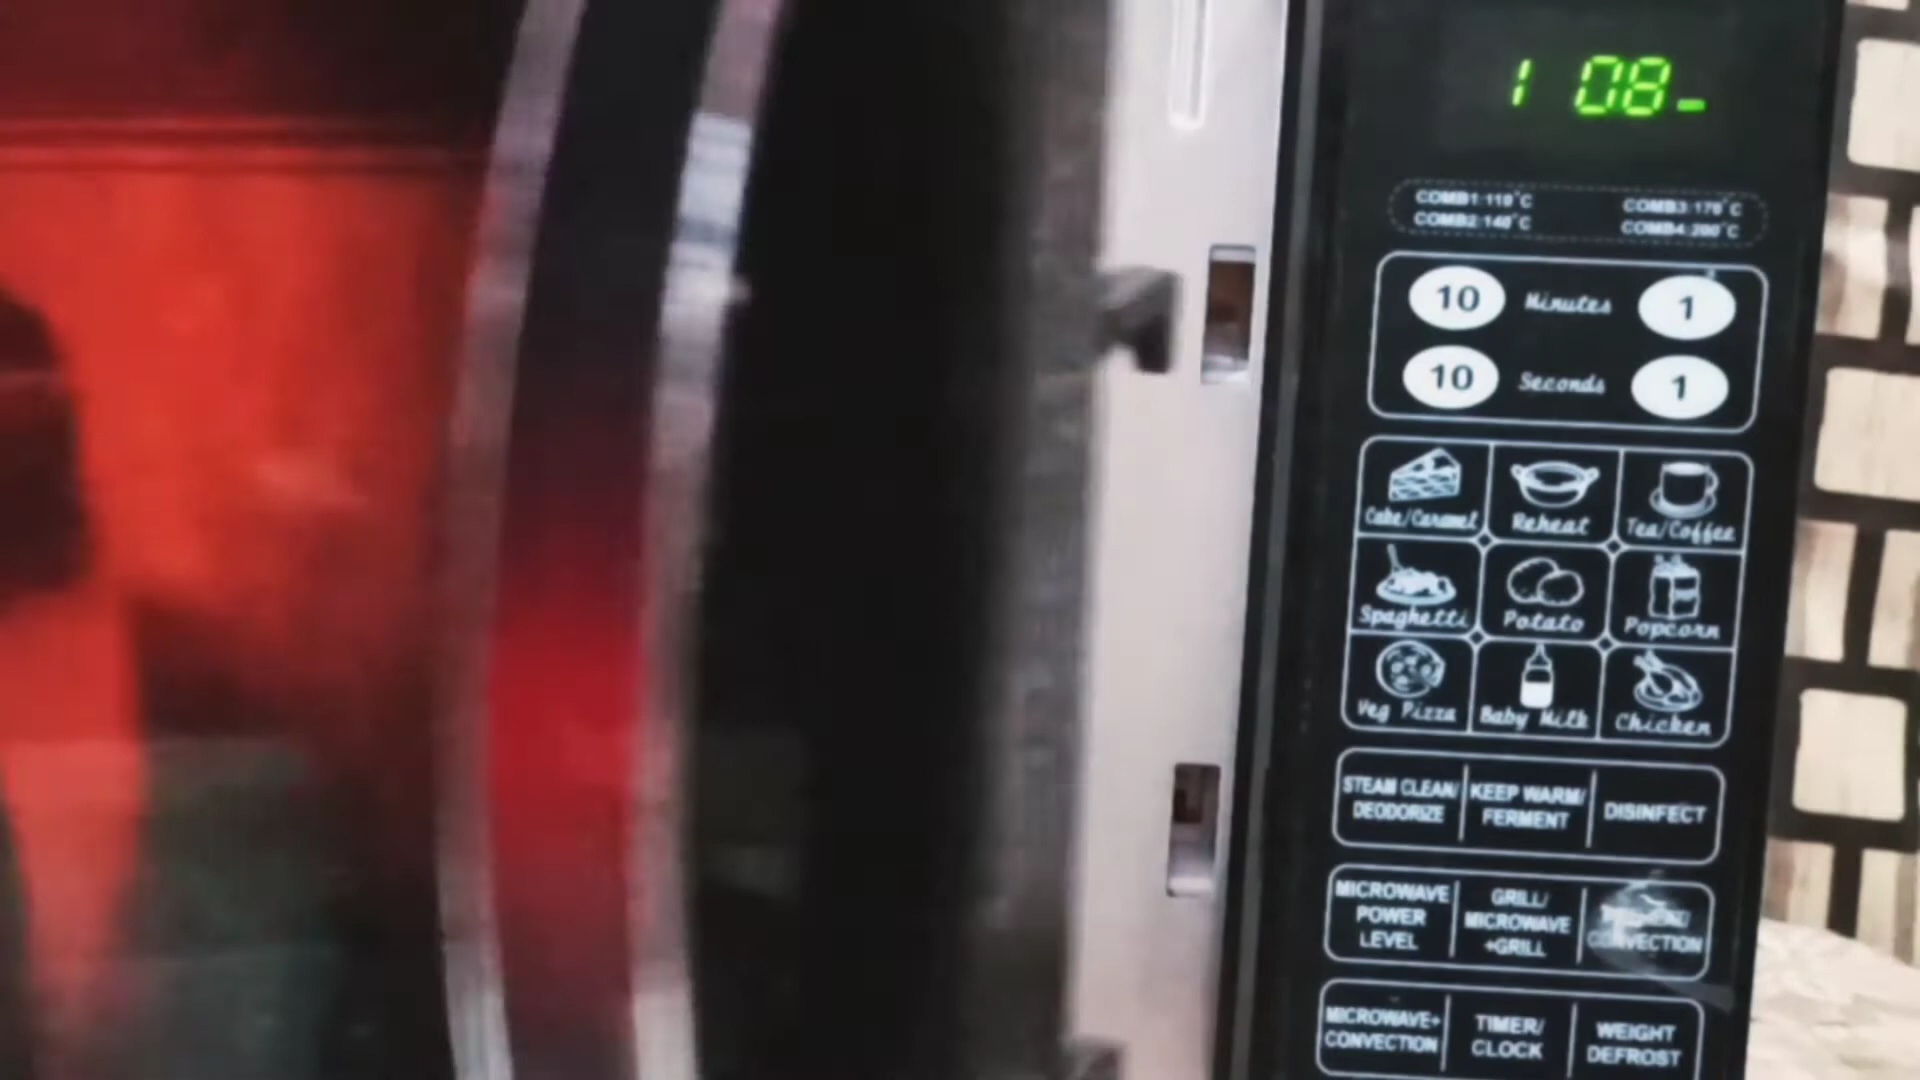 1 08
COMB1:110°C COMB3:170°C
COMB2:140°C COMB4:200°C
10 Minutes 1
10 Seconds 1
Cake/Caramel Reheat Tea/Coffee
Spaghetti Potato Popcorn
Veg Pizza Baby Milk Chicken
STEAM CLEAN/ KEEP WARM/ DISINFECT
DEODORIZE FERMENT
MICROWAVE GRILL/
POWER MICROWAVE CONVECTION
LEVEL +GRILL
MICROWAVE+ TIMER/ WEIGHT
CONVECTION CLOCK DEFROST